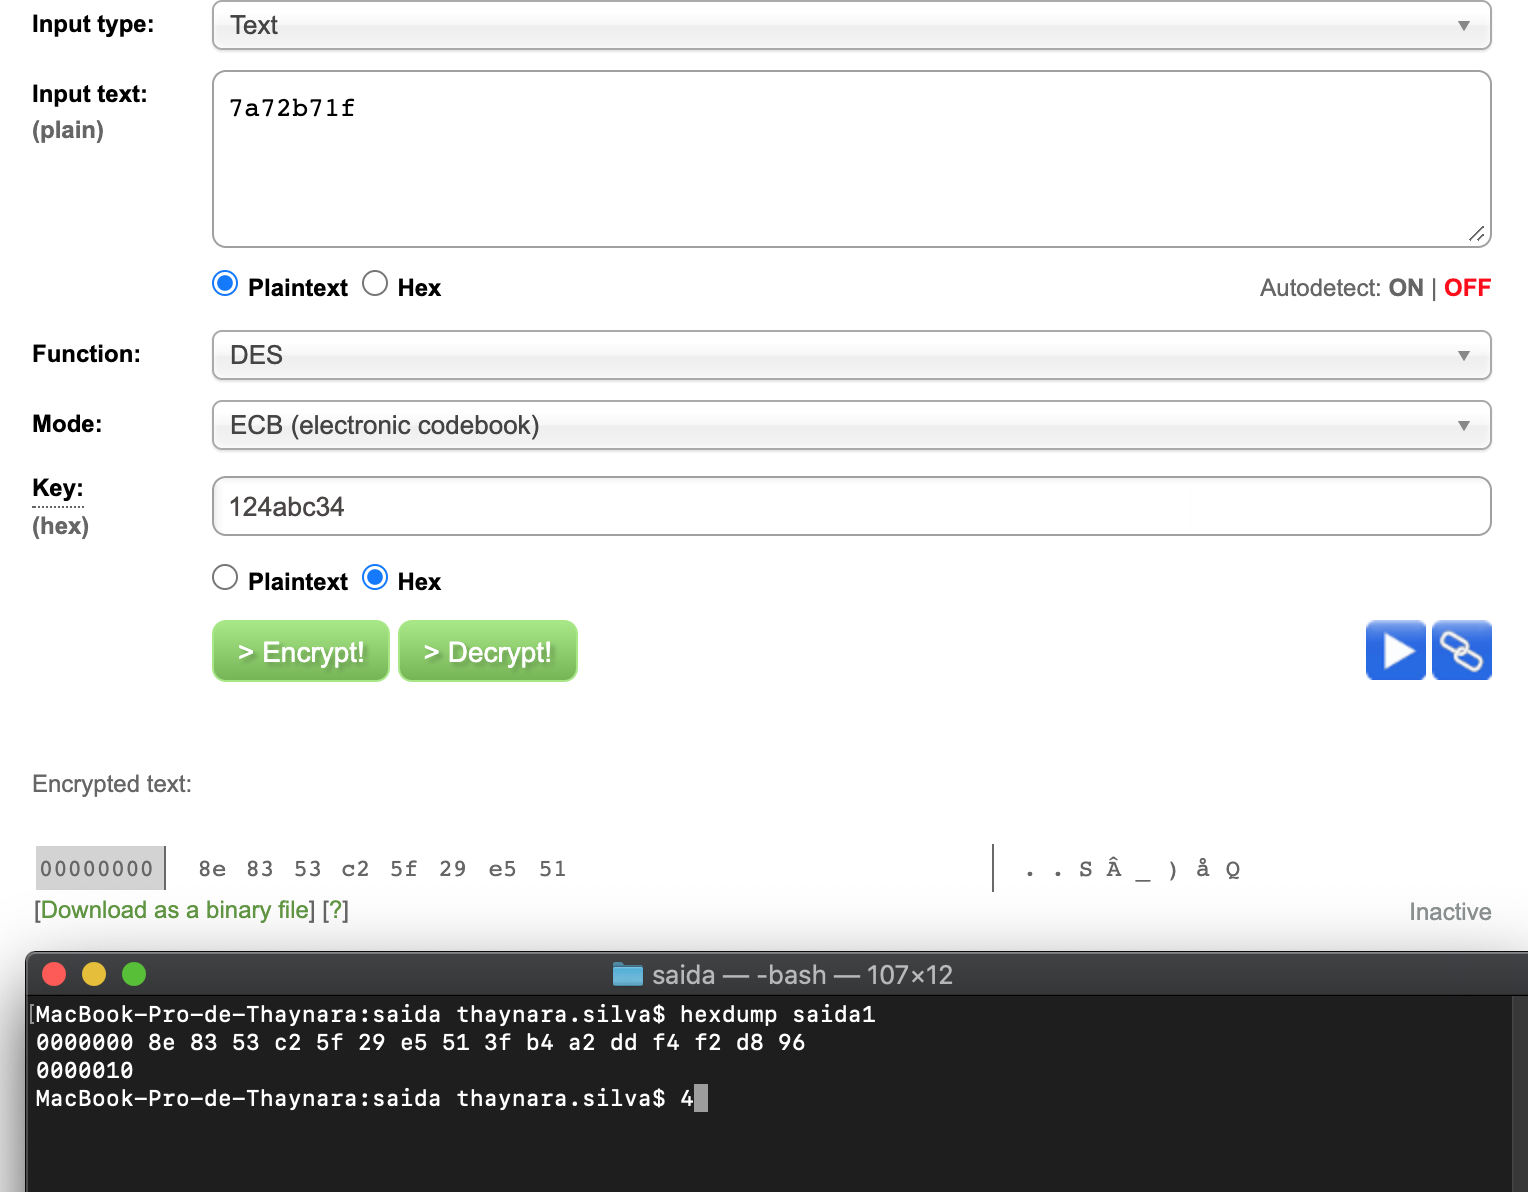 Input type:
Text
Input text:
(plain)
7a72b71f
Plaintext Hex
Autodetect: ON | OFF
Function:
DES
Mode:
ECB (electronic codebook)
Key:
(hex)
124abc34
Plaintext Hex
> Encrypt! > Decrypt!
Encrypted text:
00000000 8e 83 53 c2 5f 29 e5 51 . . S Â _ ) å Q
[Download as a binary file] [?]
Inactive
saida — -bash — 107×12
[MacBook-Pro-de-Thaynara:saida thaynara.silva$ hexdump saida1
0000000 8e 83 53 c2 5f 29 e5 51 3f b4 a2 dd f4 f2 d8 96
0000010
MacBook-Pro-de-Thaynara:saida thaynara.silva$ 4